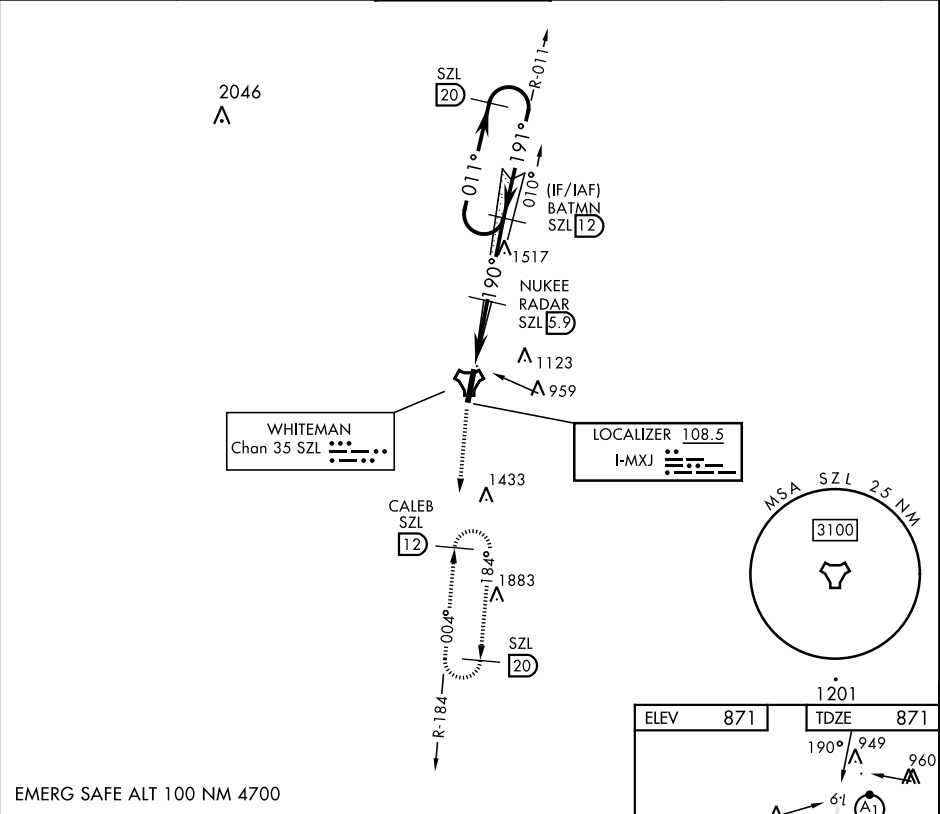 2046
SZL
20
R-011
011°
191°
010°
(IF/IAF)
BATMN
SZL 12
1517
190°
NUKEE
RADAR
SZL 5.9
1123
959
WHITEMAN
Chan 35 SZL
LOCALIZER 108.5
I-MXJ
1433
CALEB
SZL
12
184°
1883
004°
SZL
20
R-184
MSA SZL 25 NM
3100
1201
ELEV 871
TDZE 871
190°
949
960
1.9
A1
EMERG SAFE ALT 100 NM 4700